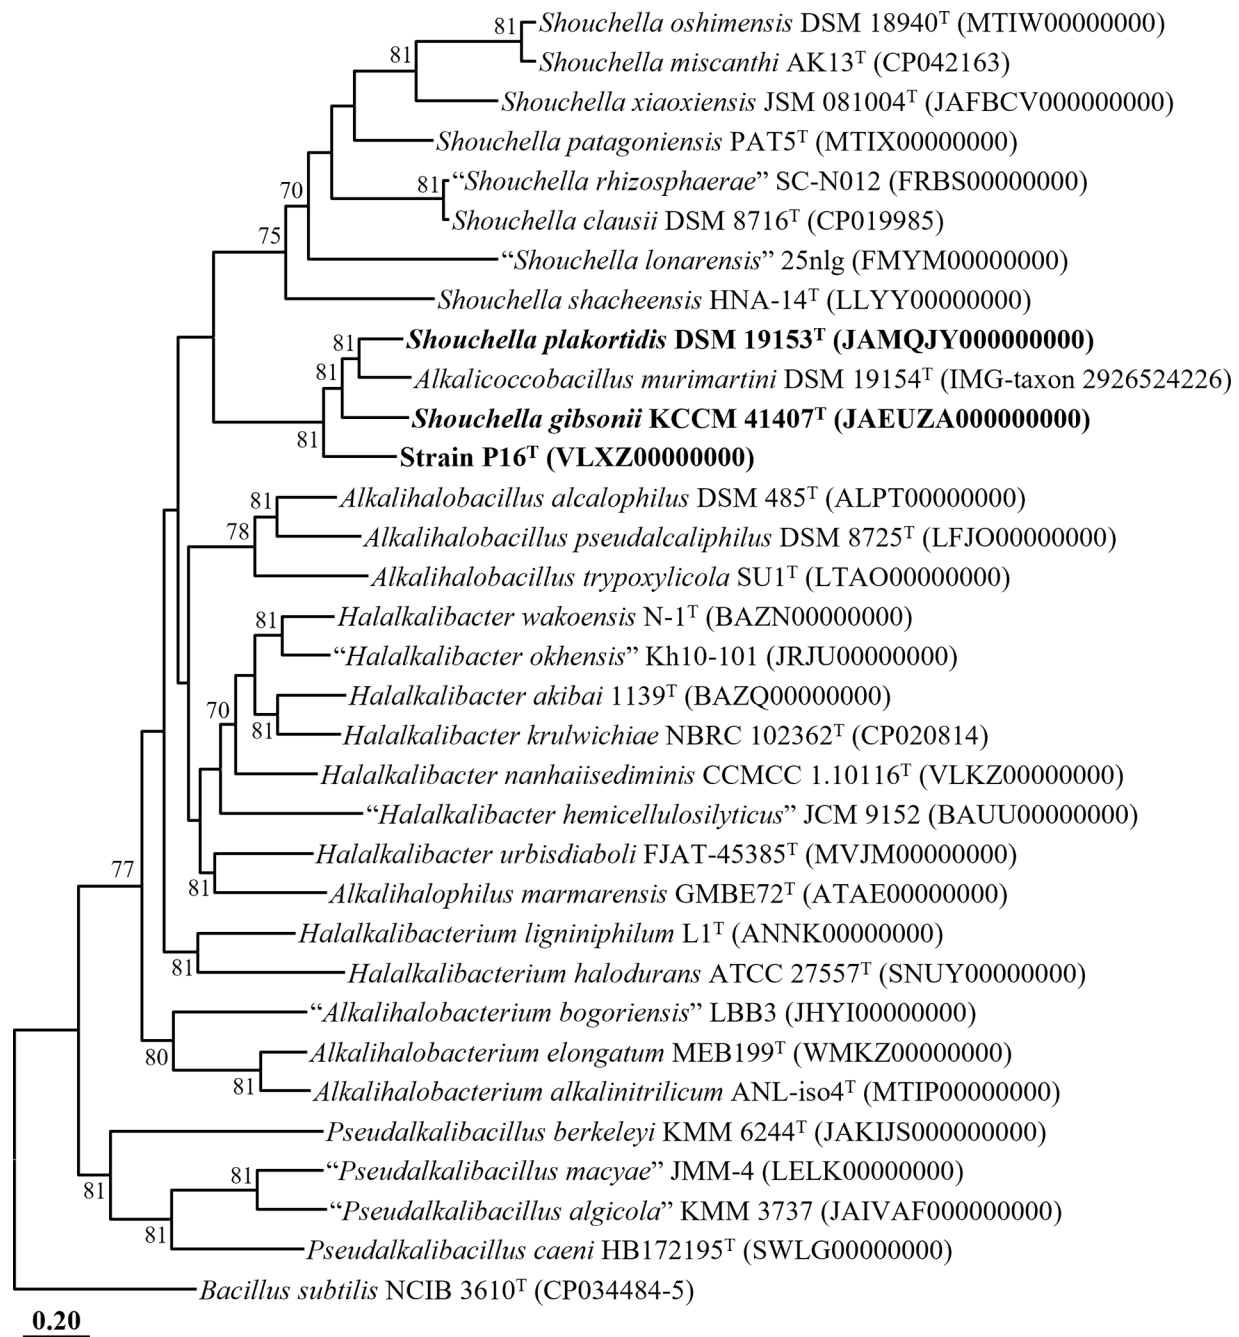 81 Shouchella oshimensis DSM 18940ᵀ (MTIW00000000)
81 Shouchella miscanthi AK13ᵀ (CP042163)
Shouchella xiaoxiensis JSM 081004ᵀ (JAFBCV000000000)
Shouchella patagoniensis PAT5ᵀ (MTIX00000000)
70 81 “Shouchella rhizosphaerae” SC-N012 (FRBS00000000)
Shouchella clausii DSM 8716ᵀ (CP019985)
75
“Shouchella lonarensis” 25nlg (FMYM00000000)
Shouchella shacheensis HNA-14ᵀ (LLYY00000000)
81 Shouchella plakortidis DSM 19153ᵀ (JAMQJY000000000)
81 Alkalicoccobacillus murimartini DSM 19154ᵀ (IMG-taxon 2926524226)
Shouchella gibsonii KCCM 41407ᵀ (JAEUZA000000000)
81
Strain P16ᵀ (VLXZ00000000)
81 Alkalihalobacillus alcalophilus DSM 485ᵀ (ALPT00000000)
78 Alkalihalobacillus pseudalcaliphilus DSM 8725ᵀ (LFJO00000000)
Alkalihalobacillus trypoxylicola SU1ᵀ (LTAO00000000)
81 Halalkalibacter wakoensis N-1ᵀ (BAZN00000000)
“Halalkalibacter okhensis” Kh10-101 (JRJU00000000)
Halalkalibacter akibai 1139ᵀ (BAZQ00000000)
70
81 Halalkalibacter krulwichiae NBRC 102362ᵀ (CP020814)
Halalkalibacter nanhaiisediminis CCMCC 1.10116ᵀ (VLKZ00000000)
“Halalkalibacter hemicellulosilyticus” JCM 9152 (BAUU00000000)
Halalkalibacter urbisdiaboli FJAT-45385ᵀ (MVJM00000000)
77
81 Alkalihalophilus marmarensis GMBE72ᵀ (ATAE00000000)
Halalkalibacterium ligniniphilum L1ᵀ (ANNK00000000)
81 Halalkalibacterium halodurans ATCC 27557ᵀ (SNUY00000000)
“Alkalihalobacterium bogoriensis” LBB3 (JHYI00000000)
80 Alkalihalobacterium elongatum MEB199ᵀ (WMKZ00000000)
81 Alkalihalobacterium alkalinitrilicum ANL-iso4ᵀ (MTIP00000000)
Pseudalkalibacillus berkeleyi KMM 6244ᵀ (JAKIJS000000000)
81 “Pseudalkalibacillus macyae” JMM-4 (LELK00000000)
81
“Pseudalkalibacillus algicola” KMM 3737 (JAIVAF000000000)
81
Pseudalkalibacillus caeni HB172195ᵀ (SWLG00000000)
Bacillus subtilis NCIB 3610ᵀ (CP034484-5)
0.20